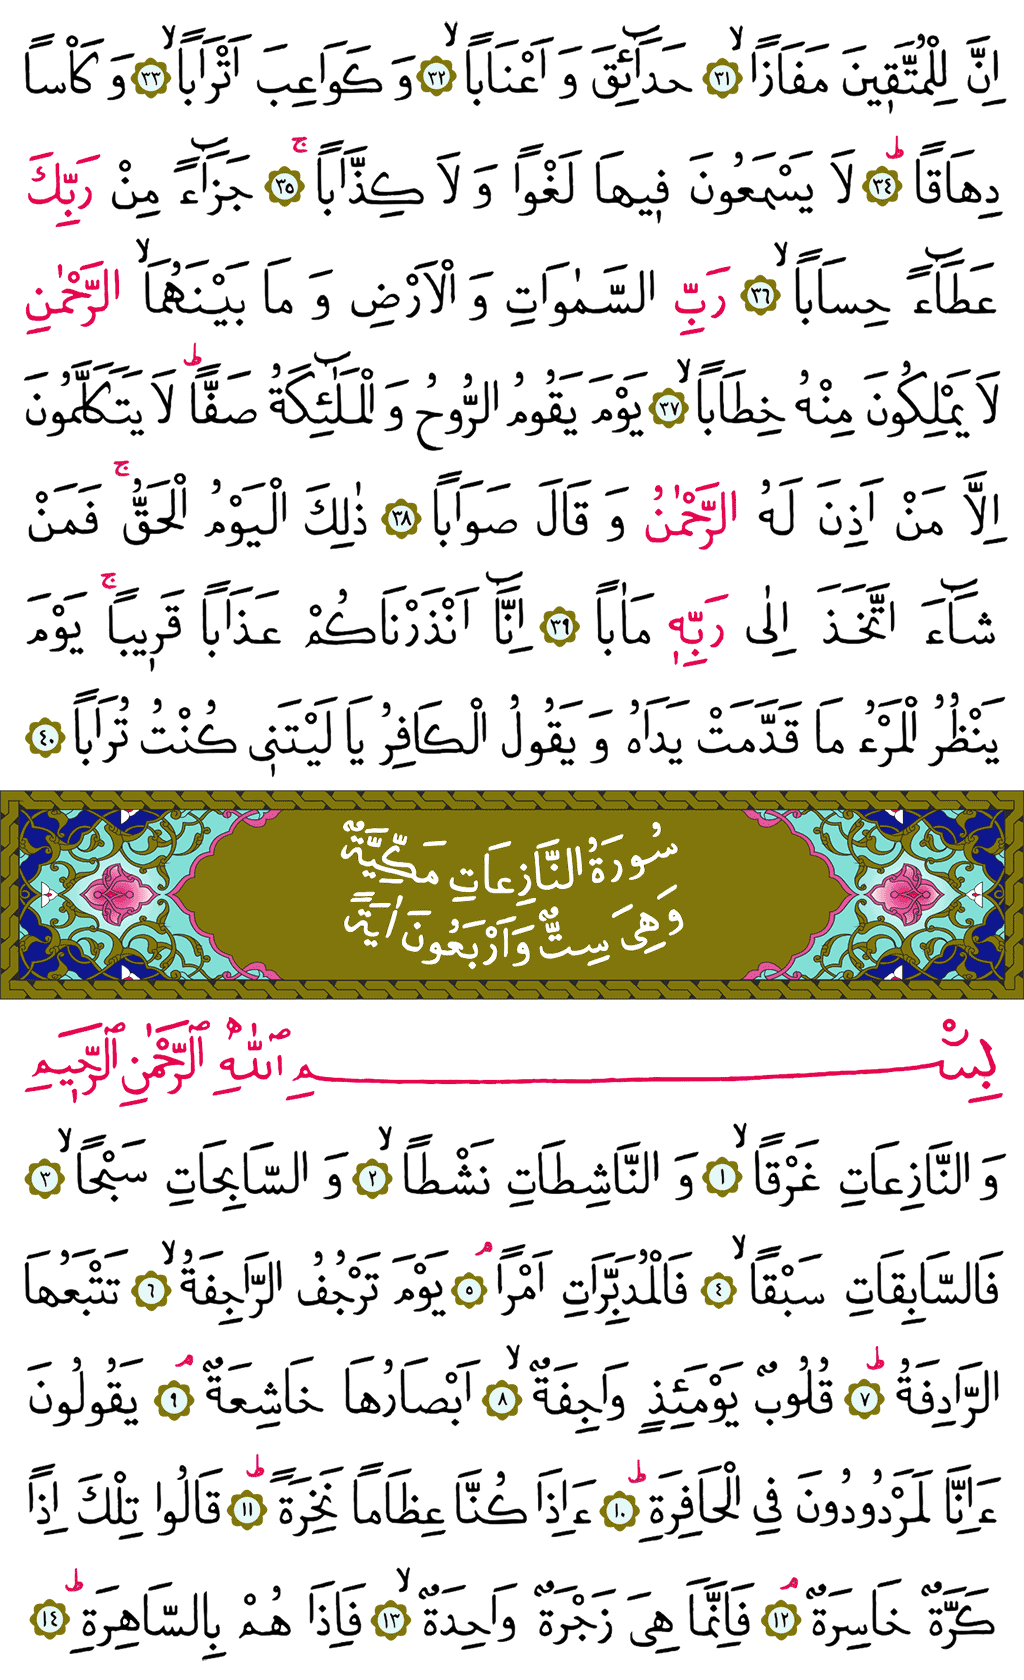 اِنَّ لِلْمُتَّق۪ينَ مَفَازًاۙ ﴿٣١﴾ حَدَٓائِقَ وَ اَعْنَابًاۙ ﴿٣٢﴾ وَ كَوَاعِبَ اَتْرَابًاۙ ﴿٣٣﴾ وَ كَاْسًا
دِهَاقًاۜ ﴿٣٤﴾ لَا يَسْمَعُونَ ف۪يهَا لَغْوًا وَ لَا كِذَّابًاۚ ﴿٣٥﴾ جَزَٓاءً مِنْ رَبِّكَ
عَطَٓاءً حِسَابًاۙ ﴿٣٦﴾ رَبِّ السَّمٰوَاتِ وَ الْاَرْضِ وَ مَا بَيْنَهُمَاۙ الرَّحْمٰنِ
لَا يَمْلِكُونَ مِنْهُ خِطَابًاۙ ﴿٣٧﴾ يَوْمَ يَقُومُ الرُّوحُ وَ الْمَلٰٓئِكَةُ صَفًّاۜ لَا يَتَكَلَّمُونَ
اِلَّا مَنْ اَذِنَ لَهُ الرَّحْمٰنُ وَ قَالَ صَوَابًا ﴿٣٨﴾ ذٰلِكَ الْيَوْمُ الْحَقُّۚ فَمَنْ
شَٓاءَ اتَّخَذَ اِلٰى رَبِّه۪ مَاٰبًا ﴿٣٩﴾ اِنَّٓا اَنْذَرْنَاكُمْ عَذَابًا قَر۪يبًاۚ يَوْمَ
يَنْظُرُ الْمَرْءُ مَا قَدَّمَتْ يَدَاهُ وَ يَقُولُ الْكَافِرُ يَا لَيْتَن۪ى كُنْتُ تُرَابًا ﴿٤٠﴾
سُورَةُ النَّازِعَاتِ مَكِّيَّةٌ
وَهِىَ سِتٌّ وَاَرْبَعُونَ اٰيَةً
بِسْمِ اللّٰهِ الرَّحْمٰنِ الرَّح۪يمِ
وَ النَّازِعَاتِ غَرْقًاۙ ﴿١﴾ وَ النَّاشِطَاتِ نَشْطًاۙ ﴿٢﴾ وَ السَّابِحَاتِ سَبْحًاۙ ﴿٣﴾
فَالسَّابِقَاتِ سَبْقًاۙ ﴿٤﴾ فَالْمُدَبِّرَاتِ اَمْرًاۢ ﴿٥﴾ يَوْمَ تَرْجُفُ الرَّاجِفَةُۙ ﴿٦﴾ تَتْبَعُهَا
الرَّادِفَةُۜ ﴿٧﴾ قُلُوبٌ يَوْمَئِذٍ وَاجِفَةٌۙ ﴿٨﴾ اَبْصَارُهَا خَاشِعَةٌۢ ﴿٩﴾ يَقُولُونَ
ءَاِنَّا لَمَرْدُودُونَ فِى الْحَافِرَةِۜ ﴿١٠﴾ ءَاِذَا كُنَّا عِظَامًا نَخِرَةًۜ ﴿١١﴾ قَالُوا تِلْكَ اِذًا
كَرَّةٌ خَاسِرَةٌۢ ﴿١٢﴾ فَاِنَّمَا هِىَ زَجْرَةٌ وَاحِدَةٌۙ ﴿١٣﴾ فَاِذَا هُمْ بِالسَّاهِرَةِۜ ﴿١٤﴾